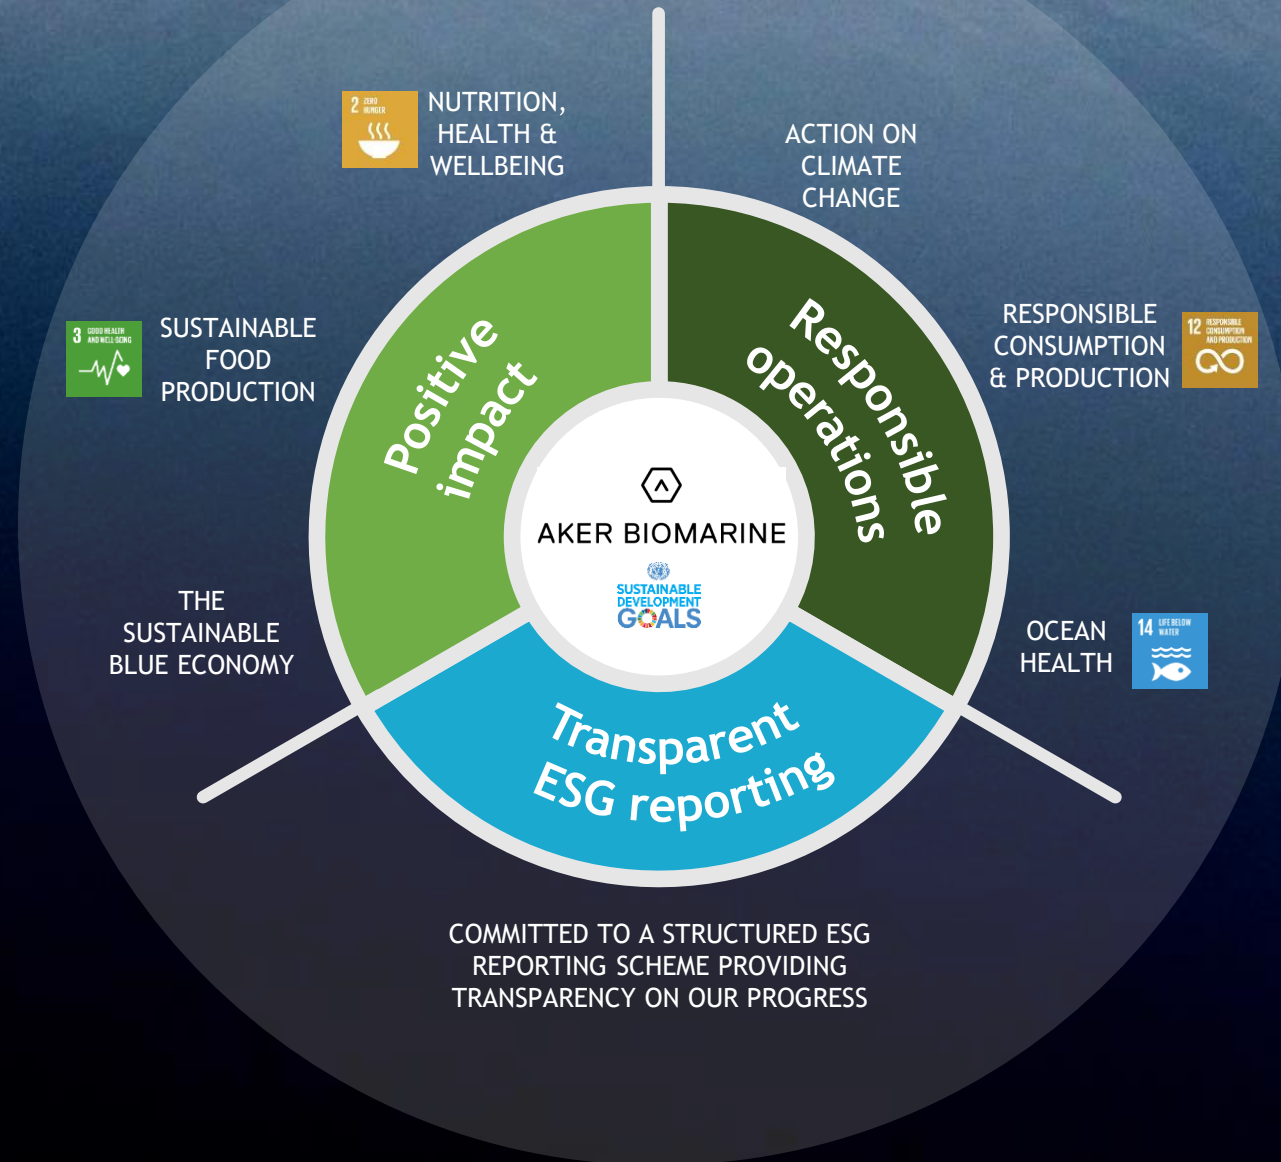 2 ZERO
HUNGER
NUTRITION,
HEALTH &
WELLBEING
ACTION ON
CLIMATE
CHANGE
3 GOOD HEALTH
AND WELL-BEING
SUSTAINABLE
FOOD
PRODUCTION
RESPONSIBLE
CONSUMPTION
& PRODUCTION
12 RESPONSIBLE
CONSUMPTION
AND PRODUCTION
Positive
impact
Responsible
operations
AKER BIOMARINE
SUSTAINABLE
DEVELOPMENT
GOALS
THE
SUSTAINABLE
BLUE ECONOMY
OCEAN
HEALTH
14 LIFE BELOW
WATER
Transparent
ESG reporting
COMMITTED TO A STRUCTURED ESG
REPORTING SCHEME PROVIDING
TRANSPARENCY ON OUR PROGRESS